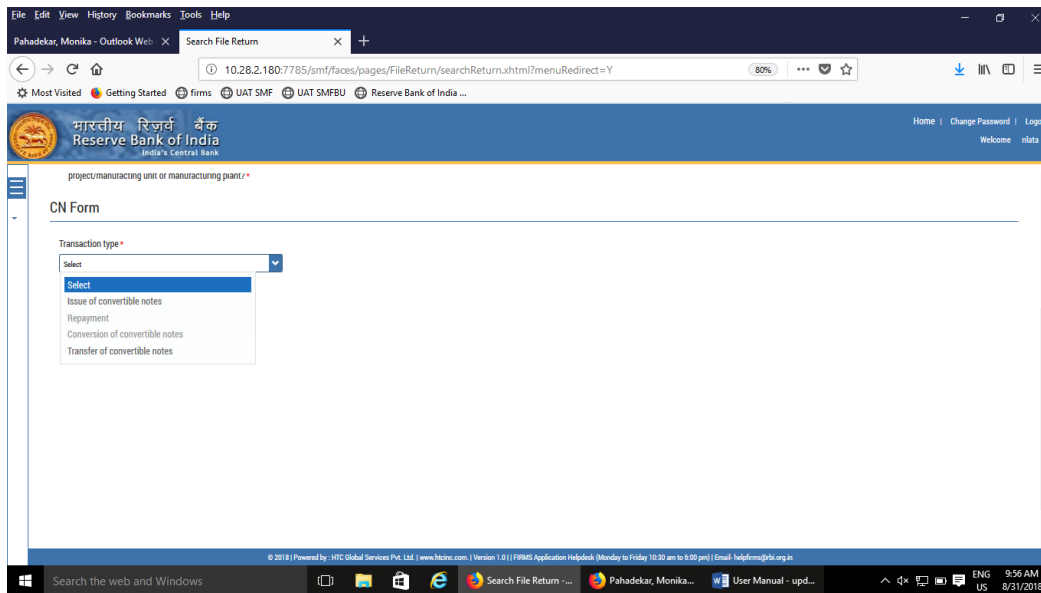 File Edit View History Bookmarks Tools Help
Pahadekar, Monika - Outlook Web Search File Return
10.28.2.180:7785/smf/faces/pages/FileReturn/searchReturn.xhtml?menuRedirect=Y 80%
Most Visited Getting Started firms UAT SMF UAT SMFBU Reserve Bank of India ...
भारतीय रिज़र्व बैंक
Reserve Bank of India
India's Central Bank
Home | Change Password | Logo
Welcome nlata
project/manufacting unit or manufacturing plant?*
CN Form
Transaction type *
Select
Select
Issue of convertible notes
Repayment
Conversion of convertible notes
Transfer of convertible notes
© 2018 | Powered by : HTC Global Services Pvt. Ltd. | www.htcinc.com. | Version 1.0 | | FIRMS Application Helpdesk (Monday to Friday 10:30 am to 6:00 pm) | Email- helpfirms@rbi.org.in
Search the web and Windows Search File Return -... Pahadekar, Monika... User Manual - upd... ENG 9:56 AM
US 8/31/2018